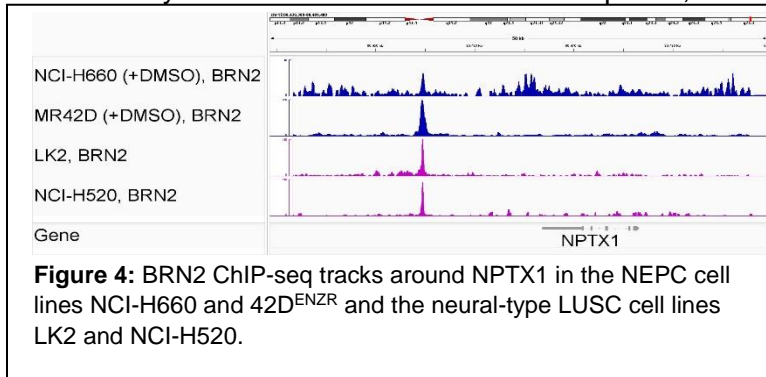 NCI-H660 (+DMSO), BRN2
MR42D (+DMSO), BRN2
LK2, BRN2
NCI-H520, BRN2
Gene
NPTX1
Figure 4: BRN2 ChIP-seq tracks around NPTX1 in the NEPC cell
lines NCI-H660 and 42D^ENZR and the neural-type LUSC cell lines
LK2 and NCI-H520.